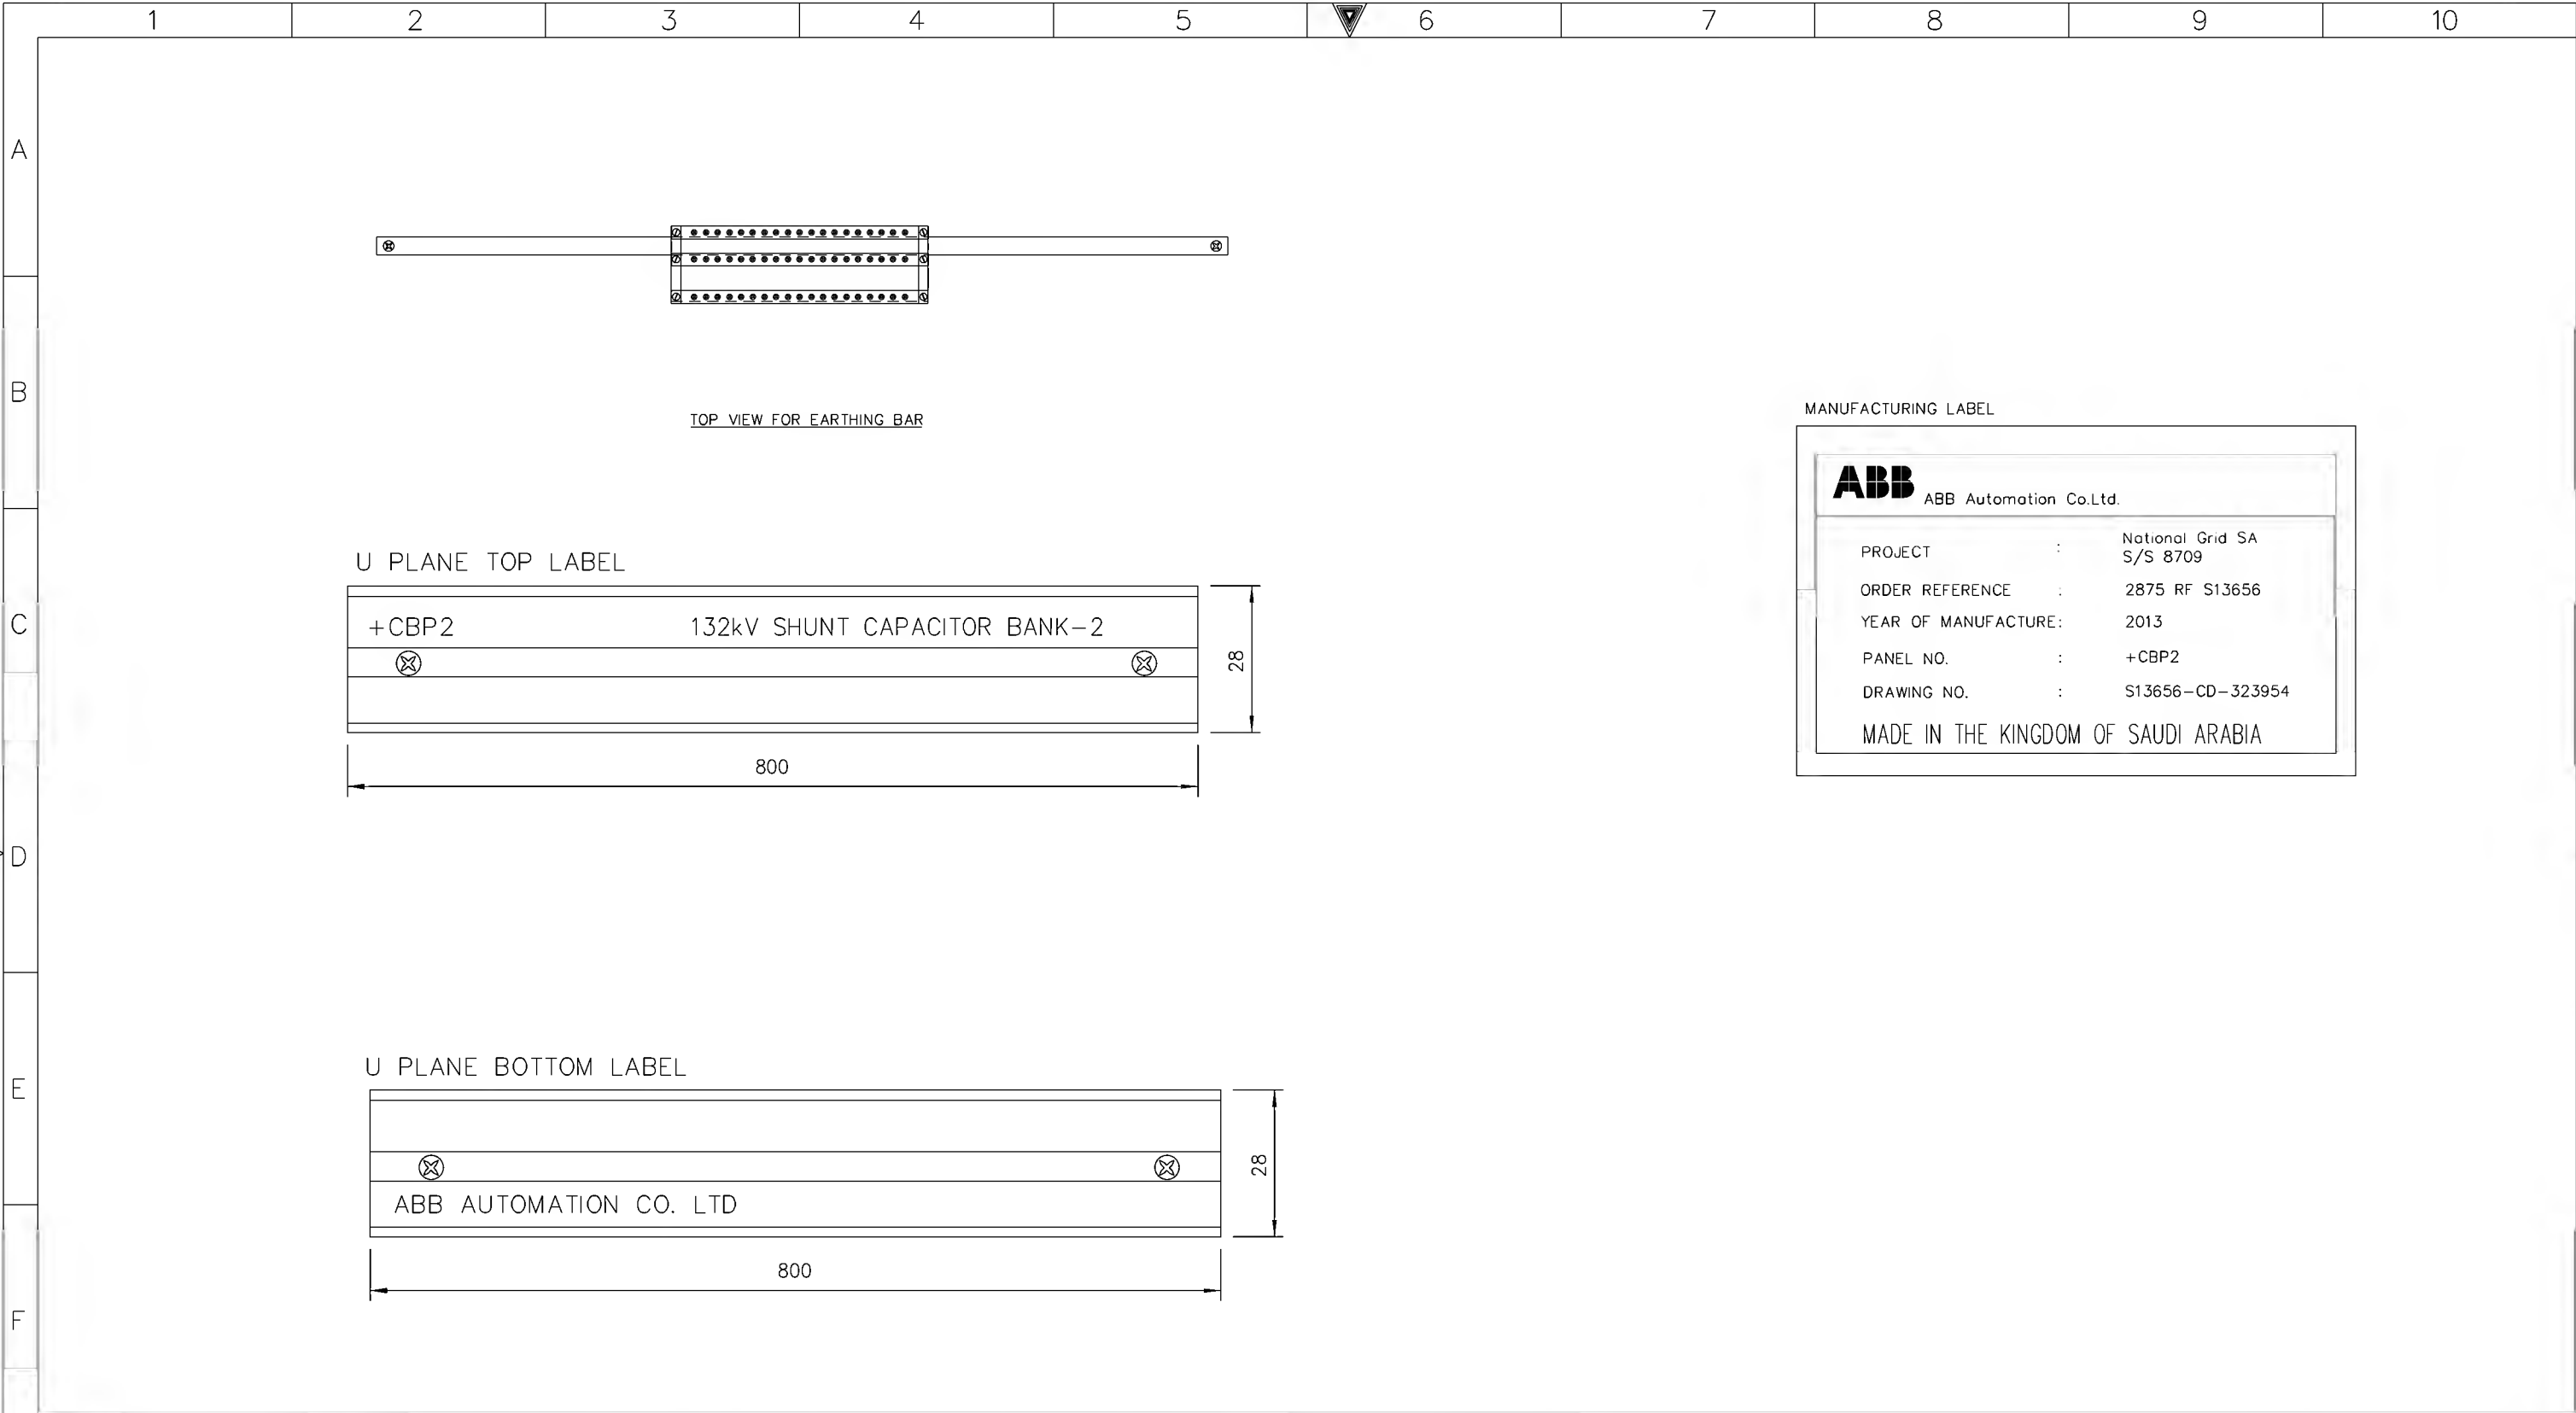 1 2 3 4 5 6 7 8 9 10
A
B
C
D
E
F
TOP VIEW FOR EARTHING BAR
U PLANE TOP LABEL
+CBP2 132kV SHUNT CAPACITOR BANK-2
28
800
U PLANE BOTTOM LABEL
ABB AUTOMATION CO. LTD
28
800
MANUFACTURING LABEL
ABB ABB Automation Co.Ltd.
PROJECT : National Grid SA
S/S 8709
ORDER REFERENCE : 2875 RF S13656
YEAR OF MANUFACTURE: 2013
PANEL NO. : +CBP2
DRAWING NO. : S13656-CD-323954
MADE IN THE KINGDOM OF SAUDI ARABIA